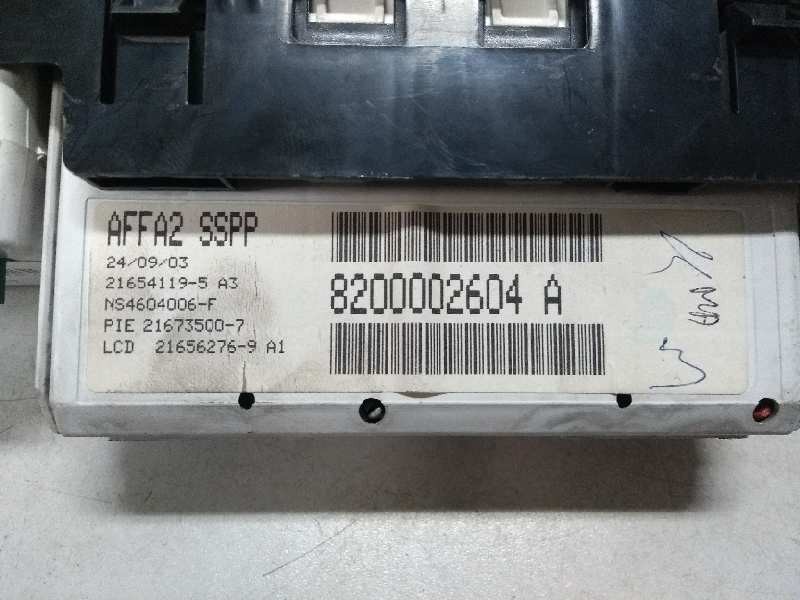 AFFA2 SSPP
24/09/03
21654119-5 A3
NS4604006-F
PIE 21673500-7
LCD 21656276-9 A1
8200002604 A